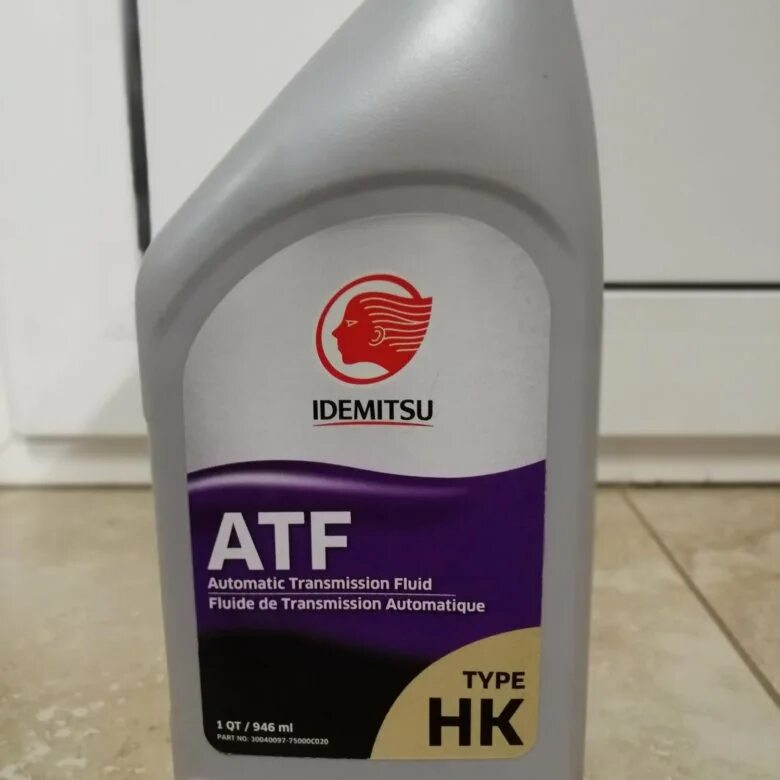 IDEMITSU
ATF
Automatic Transmission Fluid
Fluide de Transmission Automatique
TYPE
HK
1 QT / 946 ml
PART NO: 30040097-75000C020